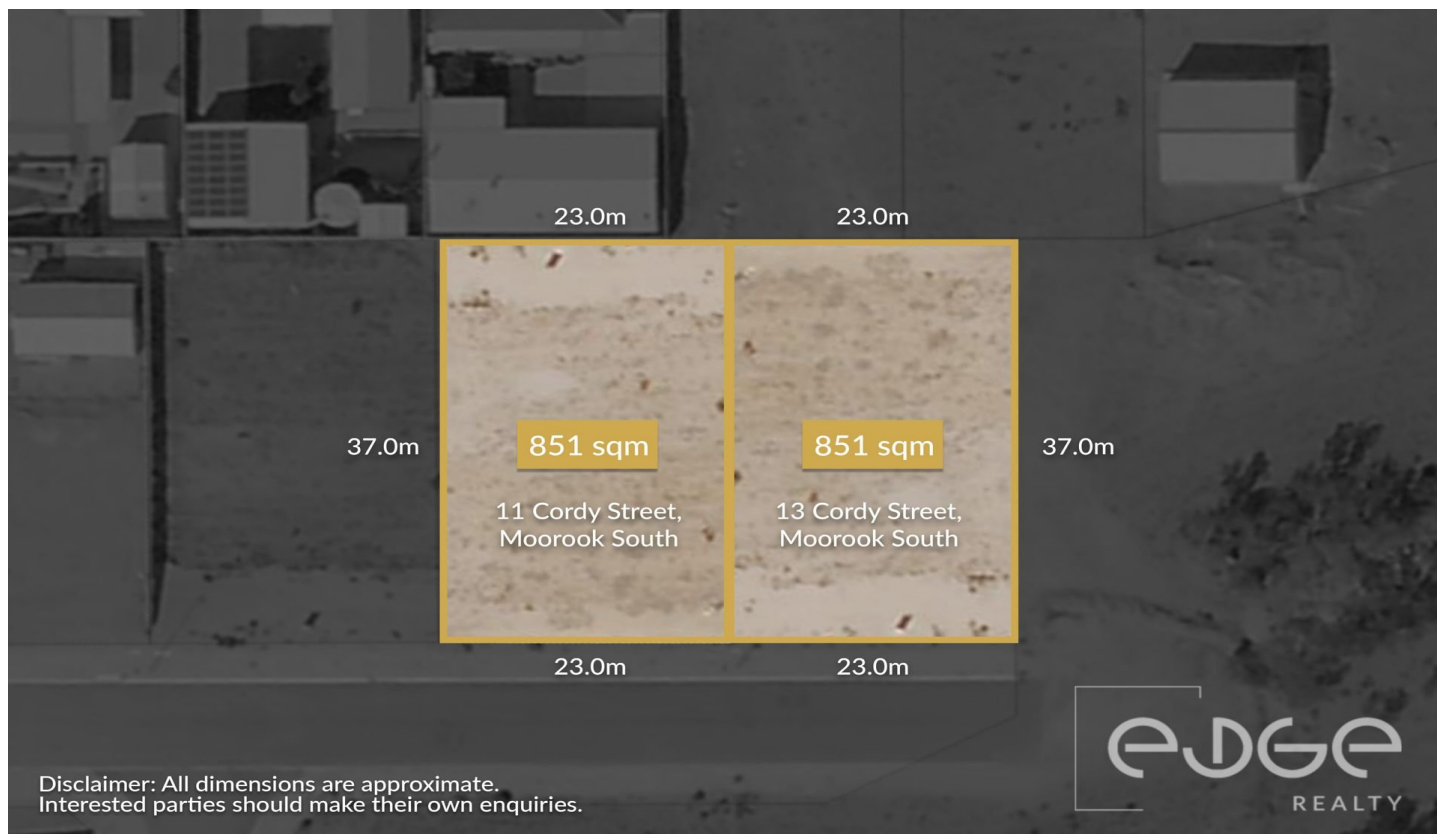 23.0m 23.0m
37.0m 851 sqm 851 sqm 37.0m
11 Cordy Street,
Moorook South
13 Cordy Street,
Moorook South
23.0m 23.0m
Disclaimer: All dimensions are approximate.
Interested parties should make their own enquiries.
eDGe
REALTY